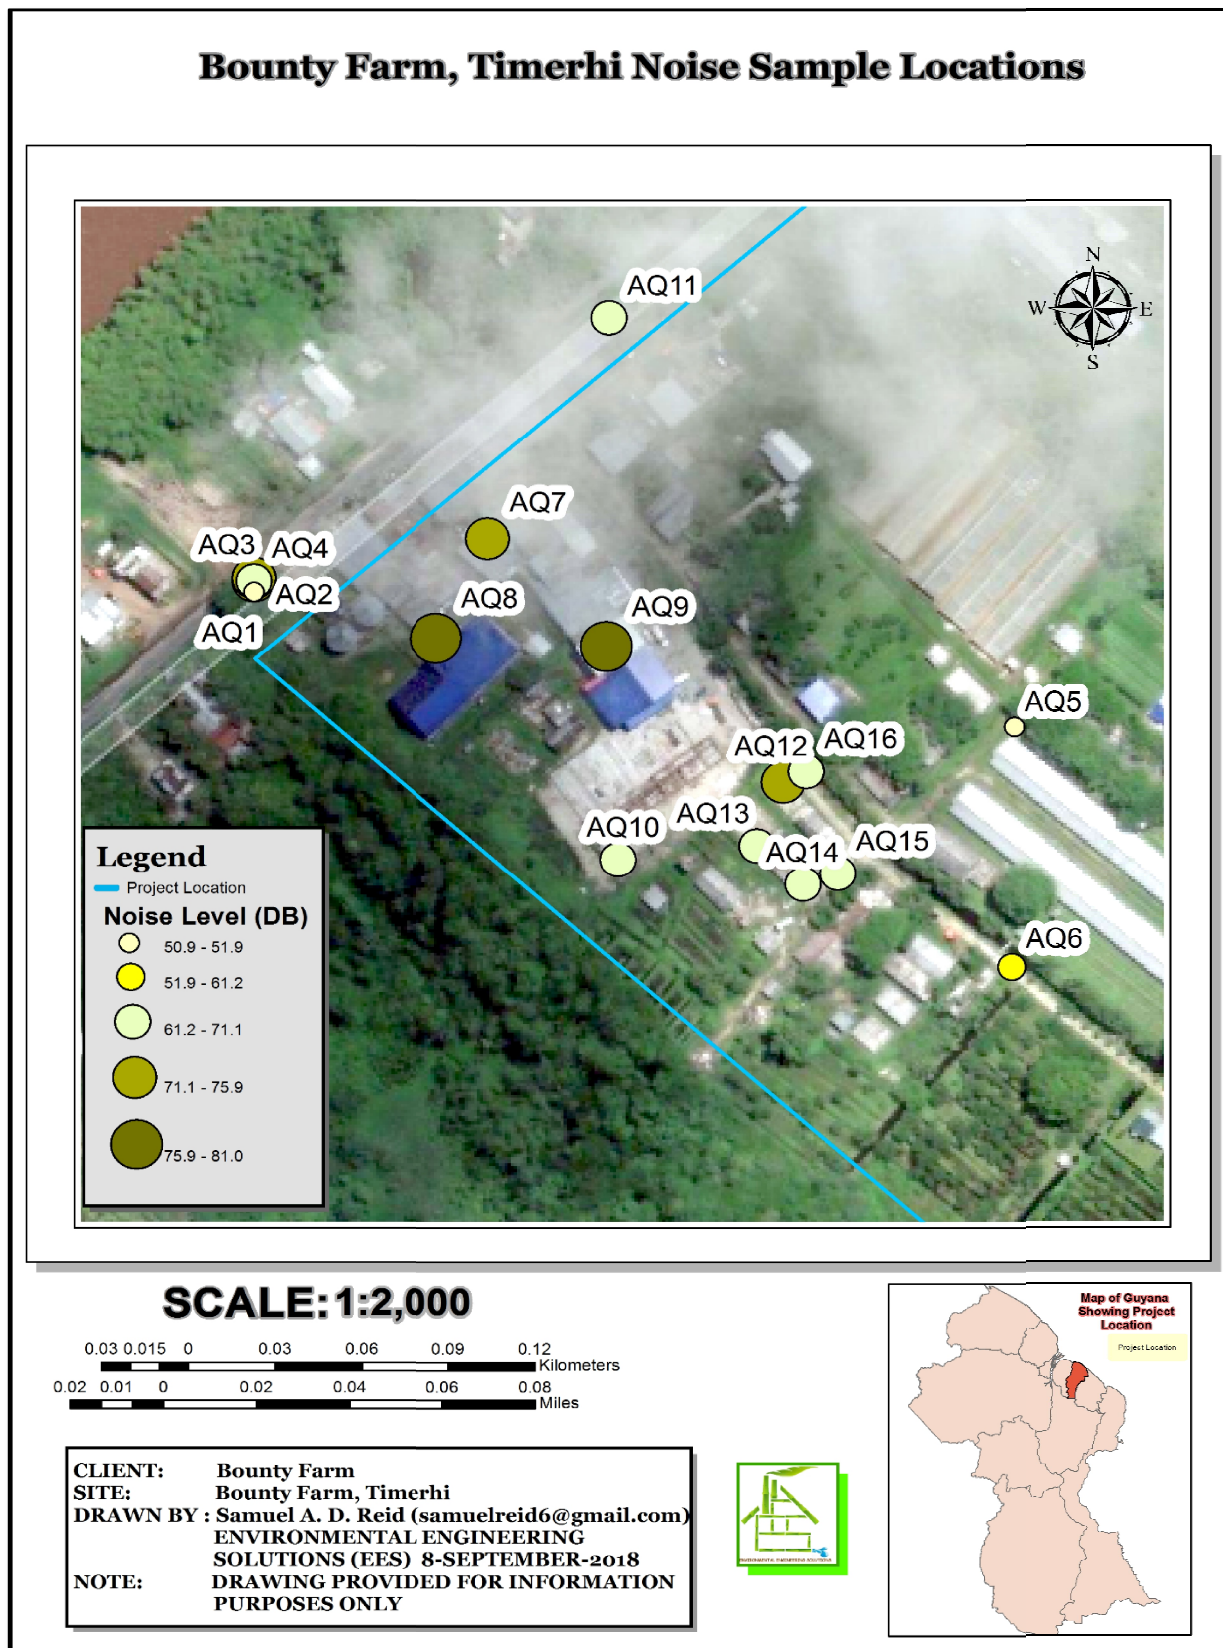 Bounty Farm, Timerhi Noise Sample Locations
N
W E
S
AQ11
AQ7
AQ3 AQ4
AQ2
AQ1
AQ8
AQ9
AQ5
AQ12 AQ16
AQ13
AQ10
AQ14 AQ15
AQ6
Legend
Project Location
Noise Level (DB)
50.9 - 51.9
51.9 - 61.2
61.2 - 71.1
71.1 - 75.9
75.9 - 81.0
SCALE: 1:2,000
0.03 0.015 0 0.03 0.06 0.09 0.12
Kilometers
0.02 0.01 0 0.02 0.04 0.06 0.08
Miles
Map of Guyana
Showing Project
Location
Project Location
CLIENT: Bounty Farm
SITE: Bounty Farm, Timerhi
DRAWN BY : Samuel A. D. Reid (samuelreid6@gmail.com)
ENVIRONMENTAL ENGINEERING
SOLUTIONS (EES) 8-SEPTEMBER-2018
NOTE: DRAWING PROVIDED FOR INFORMATION
PURPOSES ONLY
ENVIRONMENTAL ENGINEERING SOLUTIONS